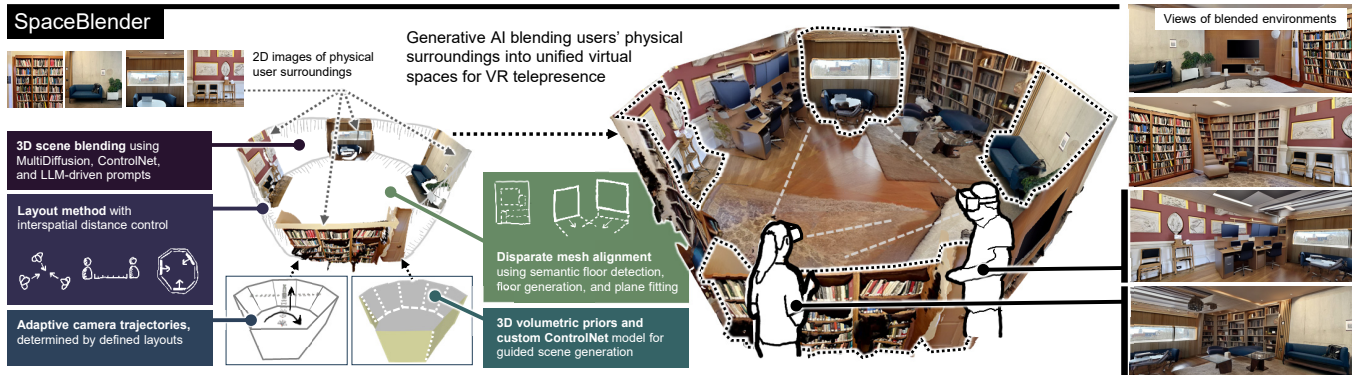 SpaceBlender
2D images of physical
user surroundings
Generative AI blending users' physical
surroundings into unified virtual
spaces for VR telepresence
Views of blended environments
3D scene blending using
MultiDiffusion, ControlNet,
and LLM-driven prompts
Layout method with
interspatial distance control
Adaptive camera trajectories,
determined by defined layouts
Disparate mesh alignment
using semantic floor detection,
floor generation, and plane fitting
3D volumetric priors and
custom ControlNet model for
guided scene generation